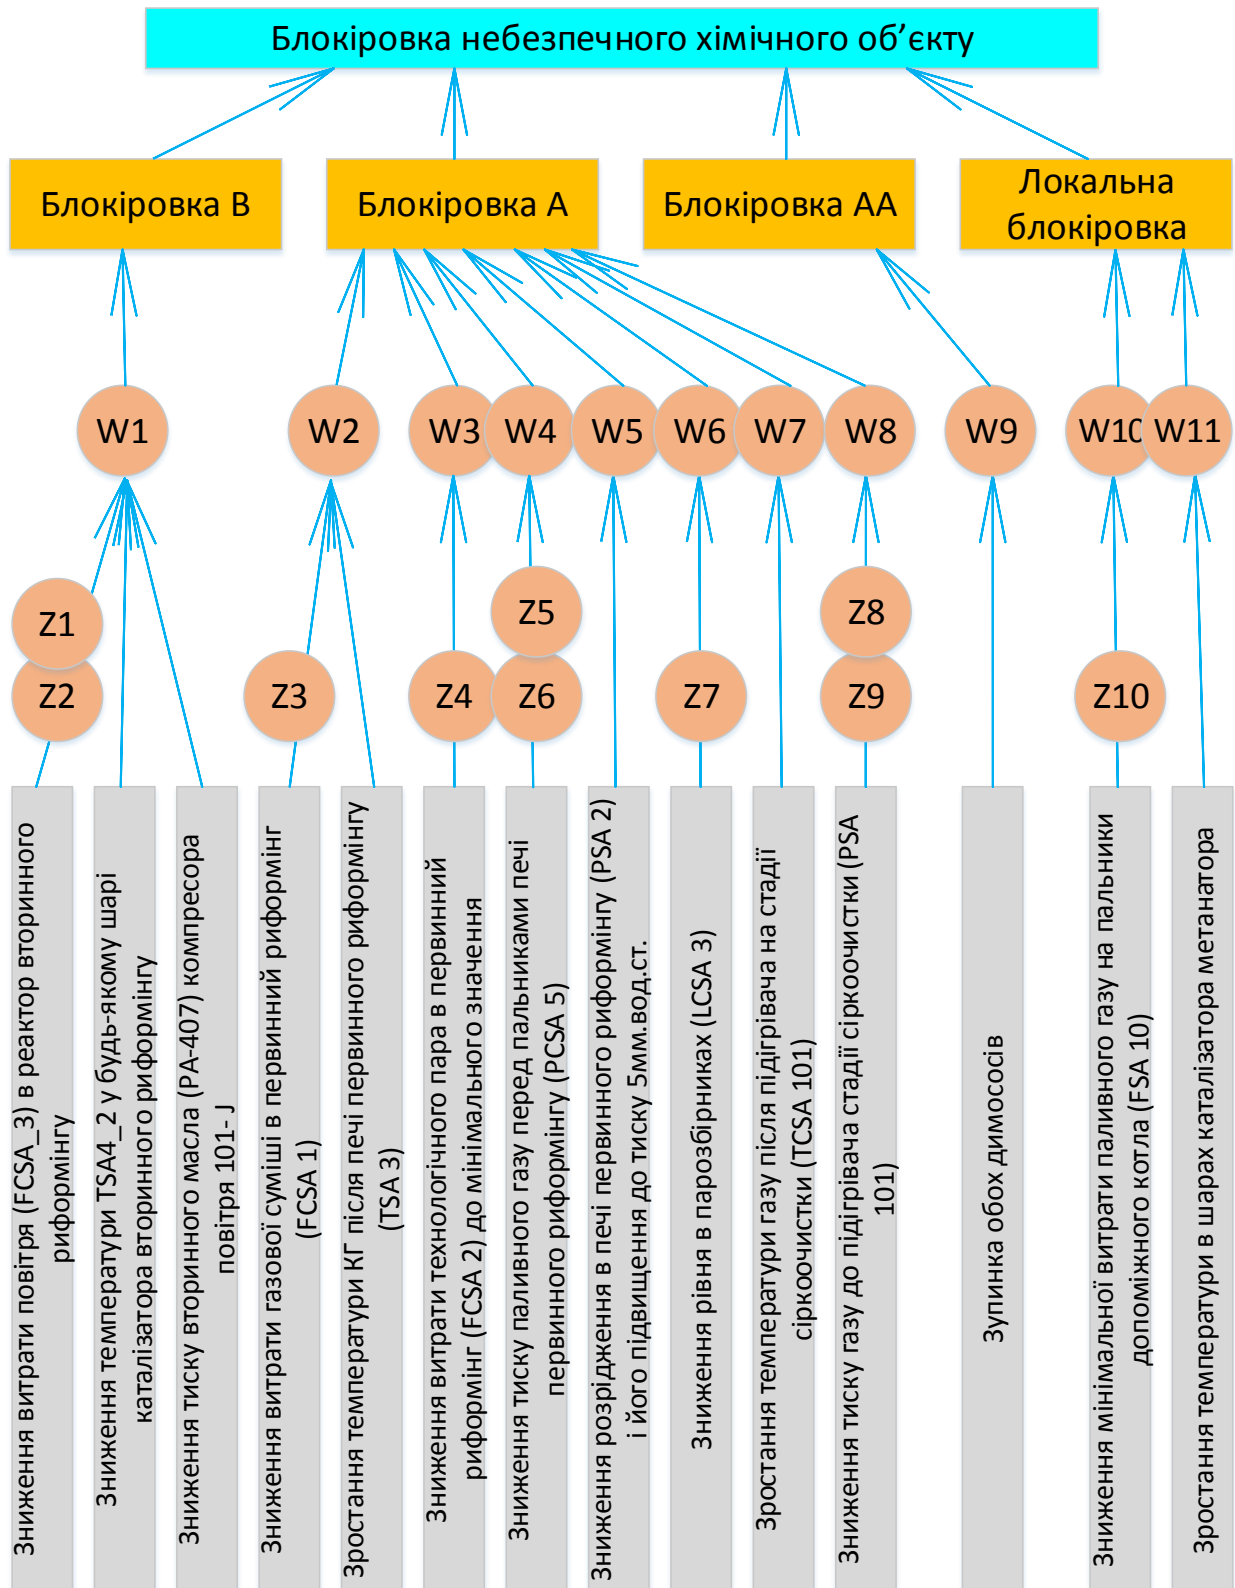 Блокіровка небезпечного хімічного об’єкту
Блокіровка В
Блокіровка А
Блокіровка АА
Локальна
блокіровка
W1
W2
W3
W4
W5
W6
W7
W8
W9
W10
W11
Z1
Z2
Z3
Z4
Z5
Z6
Z7
Z8
Z9
Z10
Зниження витрати повітря (FCSA_3) в реактор вторинного
риформінгу
Зниження температури TSA4_2 у будь-якому шарі
каталізатора вторинного риформінгу
Зниження тиску вторинного масла (PA-407) компресора
повітря 101- J
Зниження витрати газової суміші в первинний риформінг
(FCSA 1)
Зростання температури КГ після печі первинного риформінгу
(TSA 3)
Зниження витрати технологічного пара в первинний
риформінг (FCSA 2) до мінімального значення
Зниження тиску паливного газу перед пальниками печі
первинного риформінгу (PCSA 5)
Зниження розрідження в печі первинного риформінгу (PSA 2)
і його підвищення до тиску 5мм.вод.ст.
Зниження рівня в парозбірниках (LCSA 3)
Зростання температури газу після підігрівача на стадії
сіркоочистки (TCSA 101)
Зниження тиску газу до підігрівача стадії сіркоочистки (PSA
101)
Зупинка обох димососів
Зниження мінімальної витрати паливного газу на пальники
допоміжного котла (FSA 10)
Зростання температури в шарах каталізатора метанатора